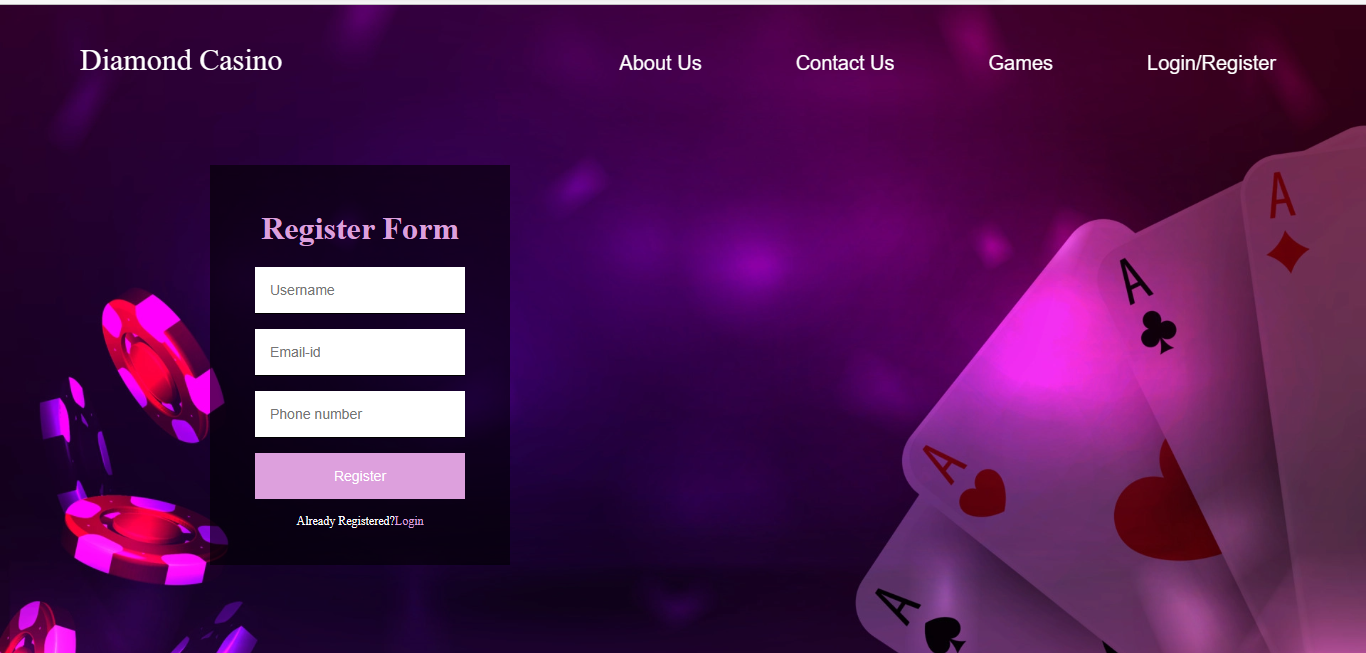 Diamond Casino
About Us
Contact Us
Games
Login/Register
Register Form
Username
Email-id
Phone number
Register
Already Registered?Login
A
A
A
A